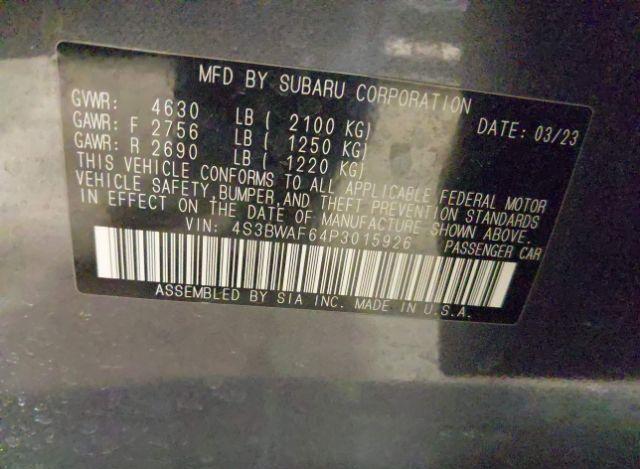 MFD BY SUBARU CORPORATION
GVWR: 4630 LB ( 2100 KG) DATE: 03/23
GAWR: F 2756 LB ( 1250 KG)
GAWR: R 2690 LB ( 1220 KG)
THIS VEHICLE CONFORMS TO ALL APPLICABLE FEDERAL MOTOR
VEHICLE SAFETY, BUMPER, AND THEFT PREVENTION STANDARDS
IN EFFECT ON THE DATE OF MANUFACTURE SHOWN ABOVE.
VIN: 4S3BWAF64P3015926 PASSENGER CAR
ASSEMBLED BY SIA INC. MADE IN U.S.A.